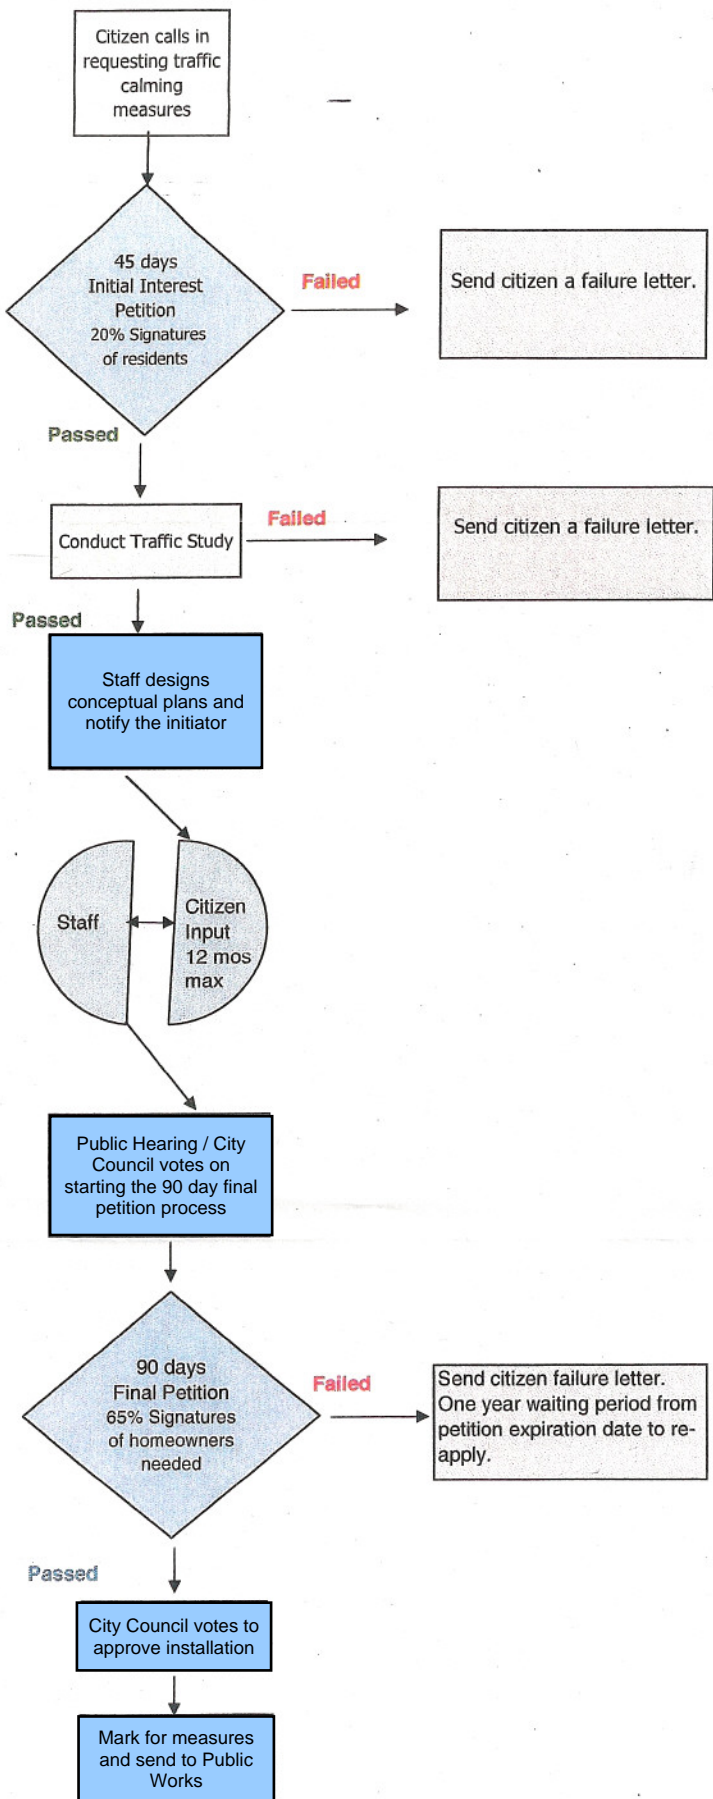 Citizen calls in
requesting traffic
calming
measures
45 days
Initial Interest
Petition
20% Signatures
of residents
Failed
Send citizen a failure letter.
Passed
Conduct Traffic Study
Failed
Send citizen a failure letter.
Passed
Staff designs
conceptual plans and
notify the initiator
Staff
Citizen
Input
12 mos
max
Public Hearing / City
Council votes on
starting the 90 day final
petition process
90 days
Final Petition
65% Signatures
of homeowners
needed
Failed
Send citizen failure letter.
One year waiting period from
petition expiration date to re-
apply.
Passed
City Council votes to
approve installation
Mark for measures
and send to Public
Works